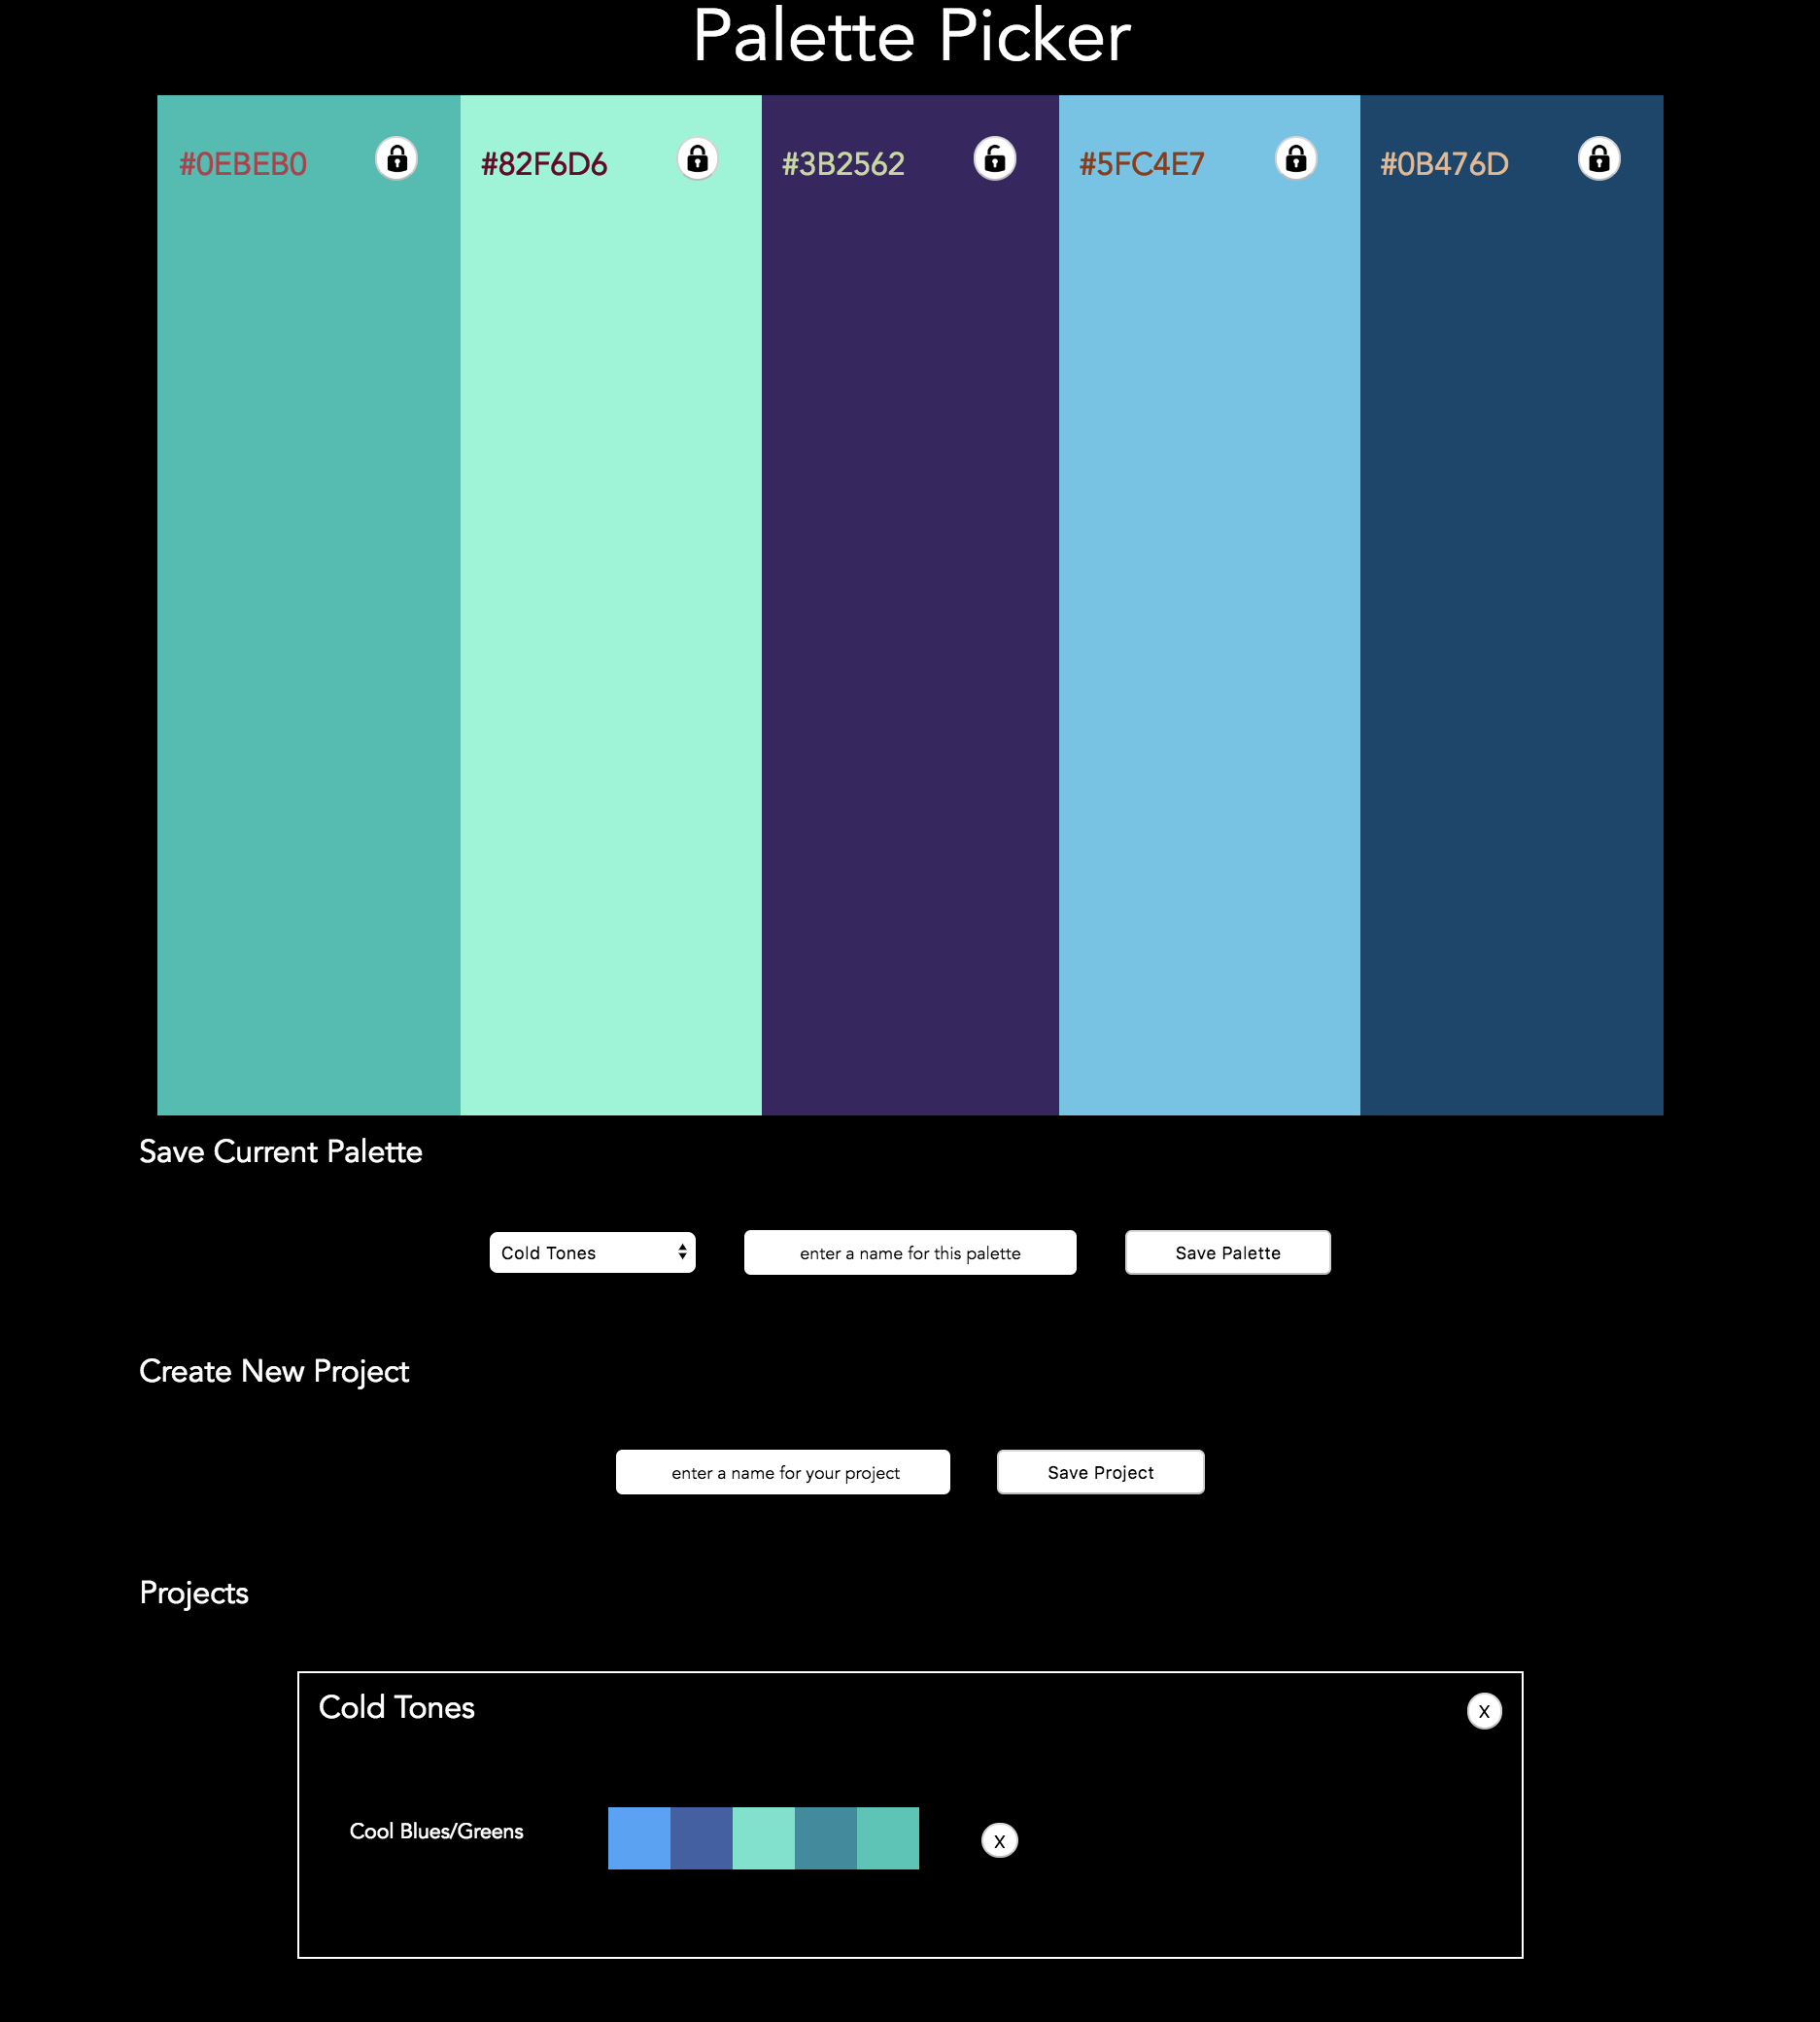 Palette Picker
#0EBEB0 #82F6D6 #3B2562 #5FC4E7 #0B476D
Save Current Palette
Cold Tones enter a name for this palette Save Palette
Create New Project
enter a name for your project Save Project
Projects
Cold Tones X
Cool Blues/Greens X